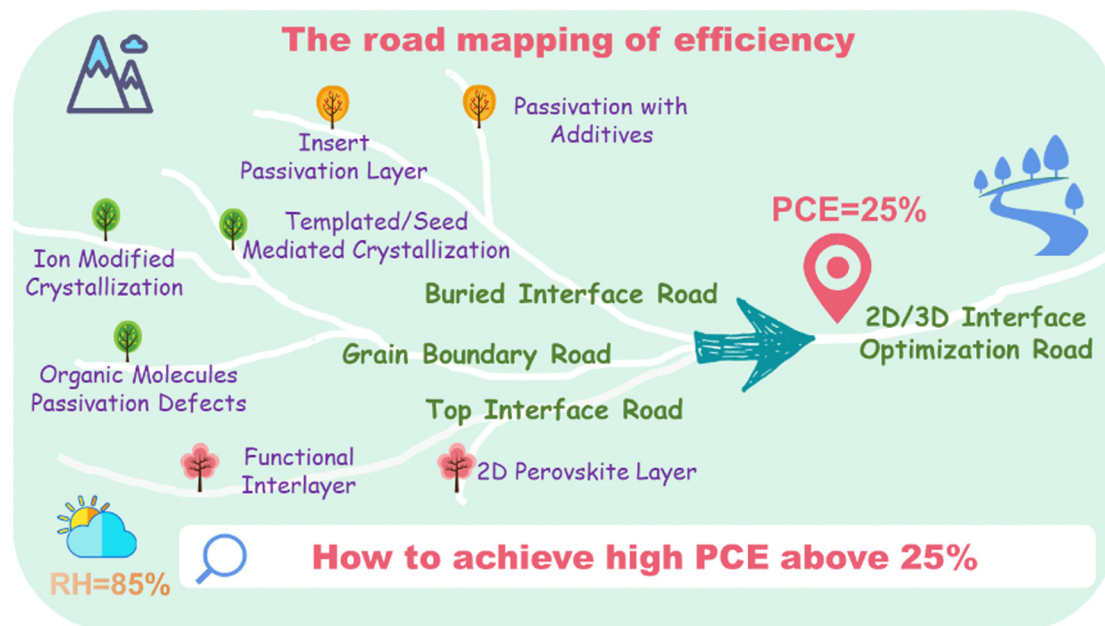 The road mapping of efficiency
Passivation with
Additives
Insert
Passivation Layer
Templated/Seed
Mediated Crystallization
Ion Modified
Crystallization
PCE=25%
Buried Interface Road
2D/3D Interface
Optimization Road
Grain Boundary Road
Organic Molecules
Passivation Defects
Top Interface Road
Functional
Interlayer
2D Perovskite Layer
RH=85%
How to achieve high PCE above 25%